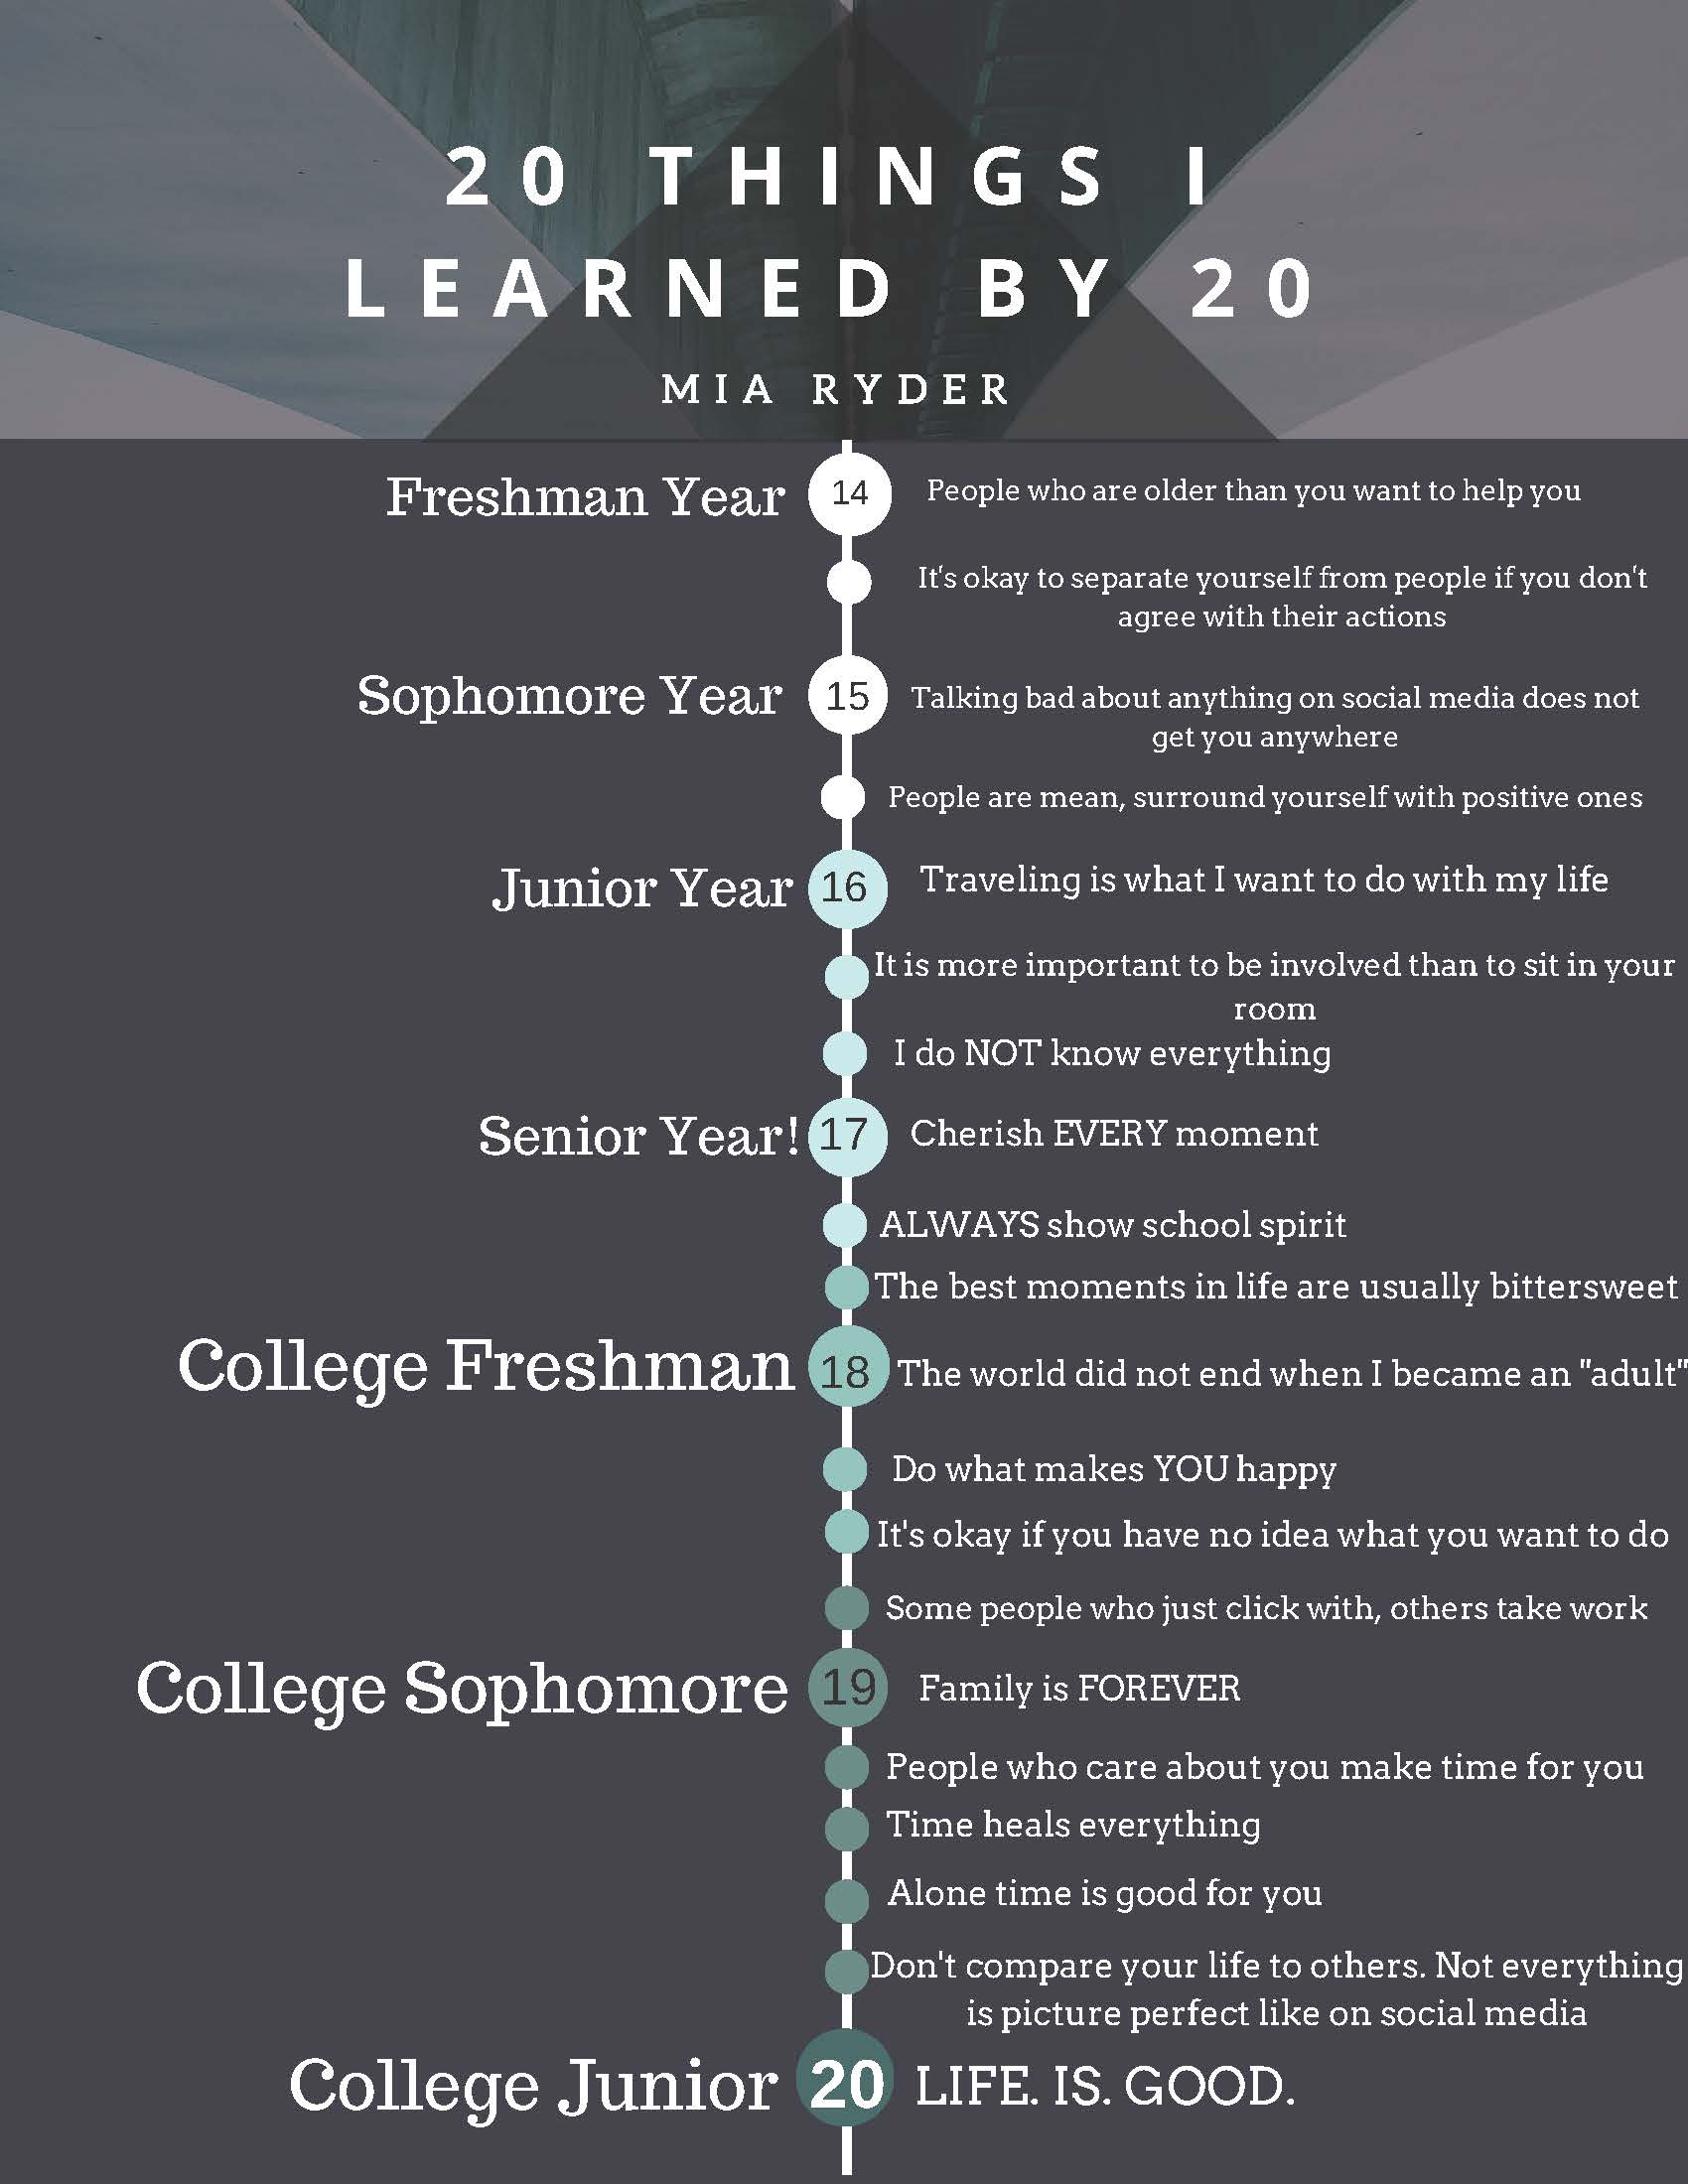 20 THINGS I
LEARNED BY 20
MIA RYDER
Freshman Year 14 People who are older than you want to help you
It's okay to separate yourself from people if you don't
agree with their actions
Sophomore Year 15 Talking bad about anything on social media does not
get you anywhere
People are mean, surround yourself with positive ones
Junior Year 16 Traveling is what I want to do with my life
It is more important to be involved than to sit in your
room
I do NOT know everything
Senior Year! 17 Cherish EVERY moment
ALWAYS show school spirit
The best moments in life are usually bittersweet
College Freshman 18 The world did not end when I became an "adult"
Do what makes YOU happy
It's okay if you have no idea what you want to do
Some people who just click with, others take work
College Sophomore 19 Family is FOREVER
People who care about you make time for you
Time heals everything
Alone time is good for you
Don't compare your life to others. Not everything
is picture perfect like on social media
College Junior 20 LIFE. IS. GOOD.